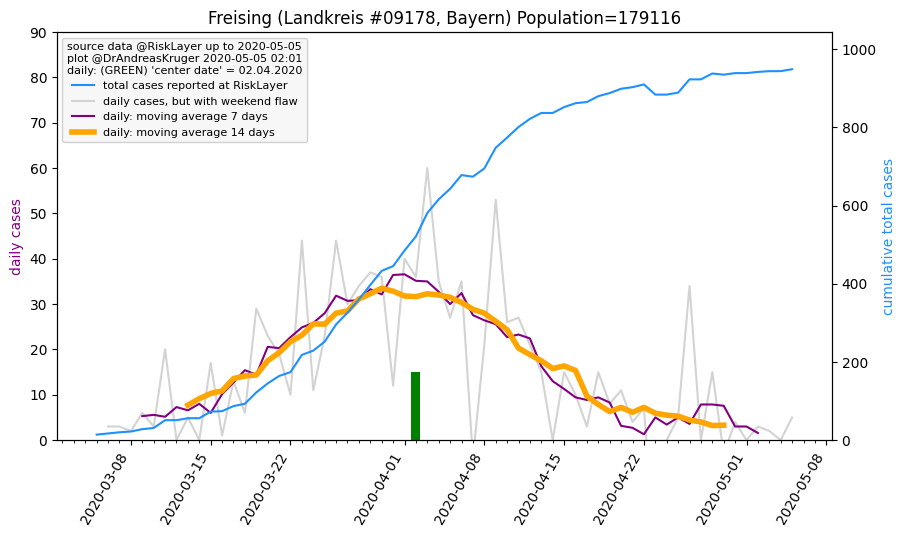 Freising (Landkreis #09178, Bayern) Population=179116
source data @RiskLayer up to 2020-05-05
plot @DrAndreasKruger 2020-05-05 02:01
daily: (GREEN) 'center date' = 02.04.2020
total cases reported at RiskLayer
daily cases, but with weekend flaw
daily: moving average 7 days
daily: moving average 14 days
daily cases
90
80
70
60
50
40
30
20
10
0
1000
800
600
400
200
0
cumulative total cases
2020-03-08
2020-03-15
2020-03-22
2020-04-01
2020-04-08
2020-04-15
2020-04-22
2020-05-01
2020-05-08